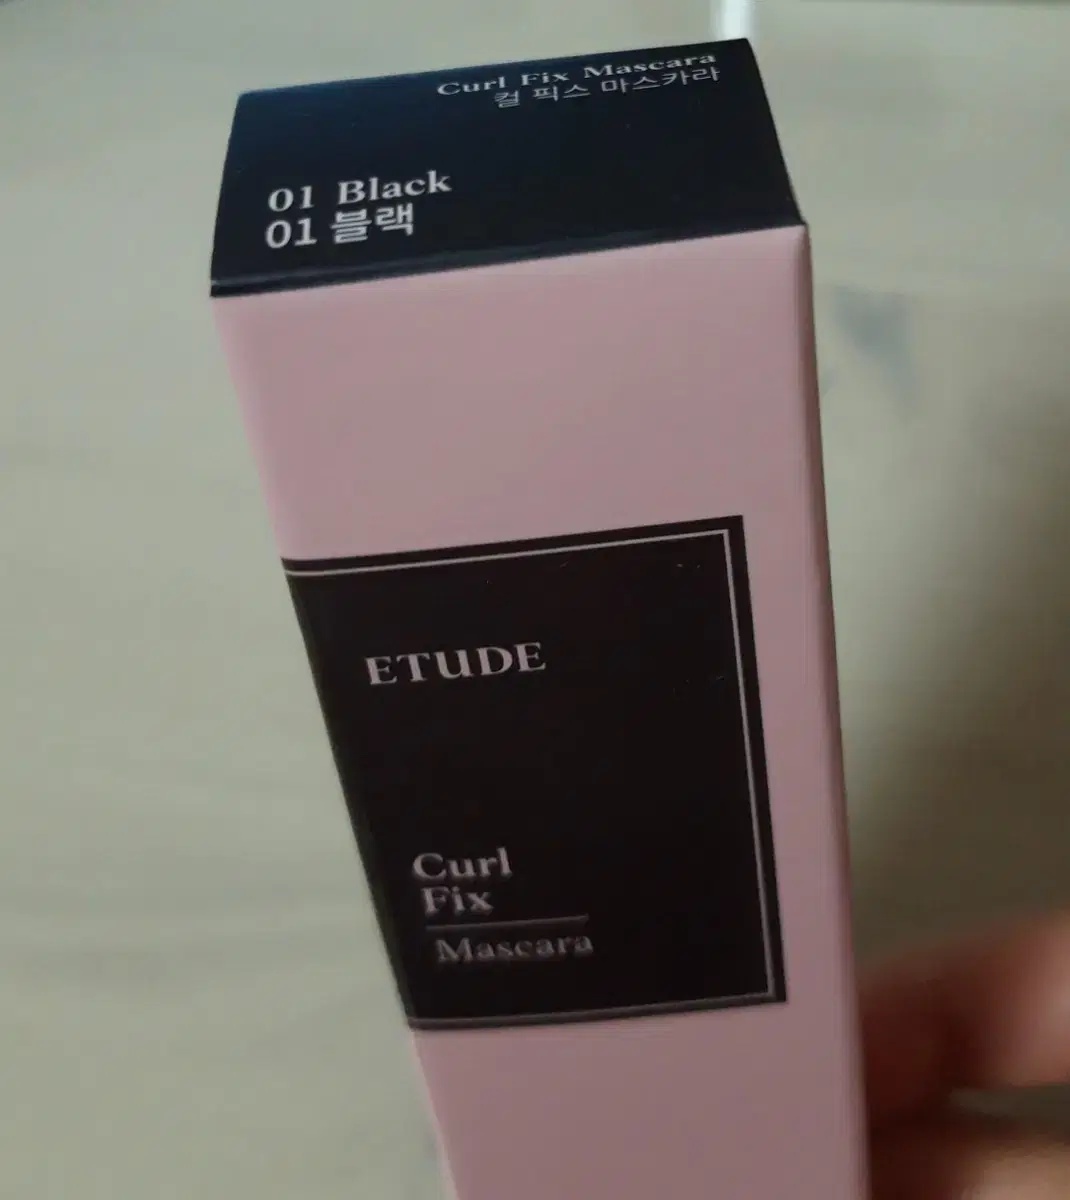 Curl Fix Mascara
컬 픽스 마스카라
01 Black
01 블랙
ETUDE
Curl
Fix
Mascara